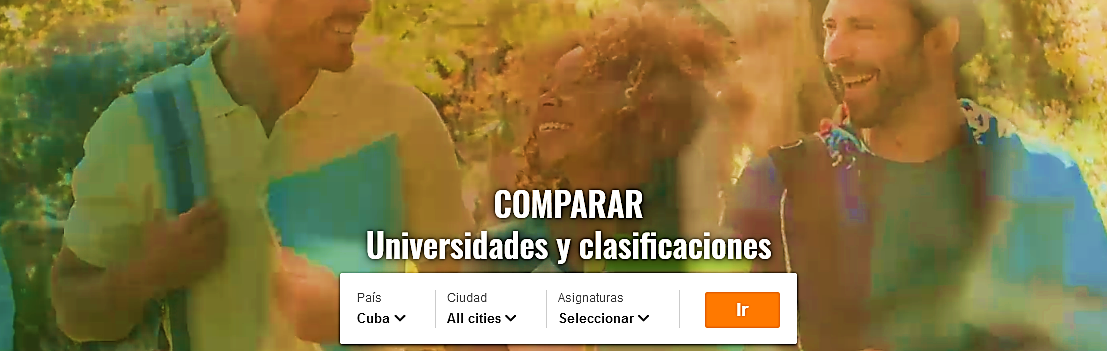 COMPARAR
Universidades y clasificaciones
País
Ciudad
Asignaturas
Cuba
All cities
Seleccionar
Ir